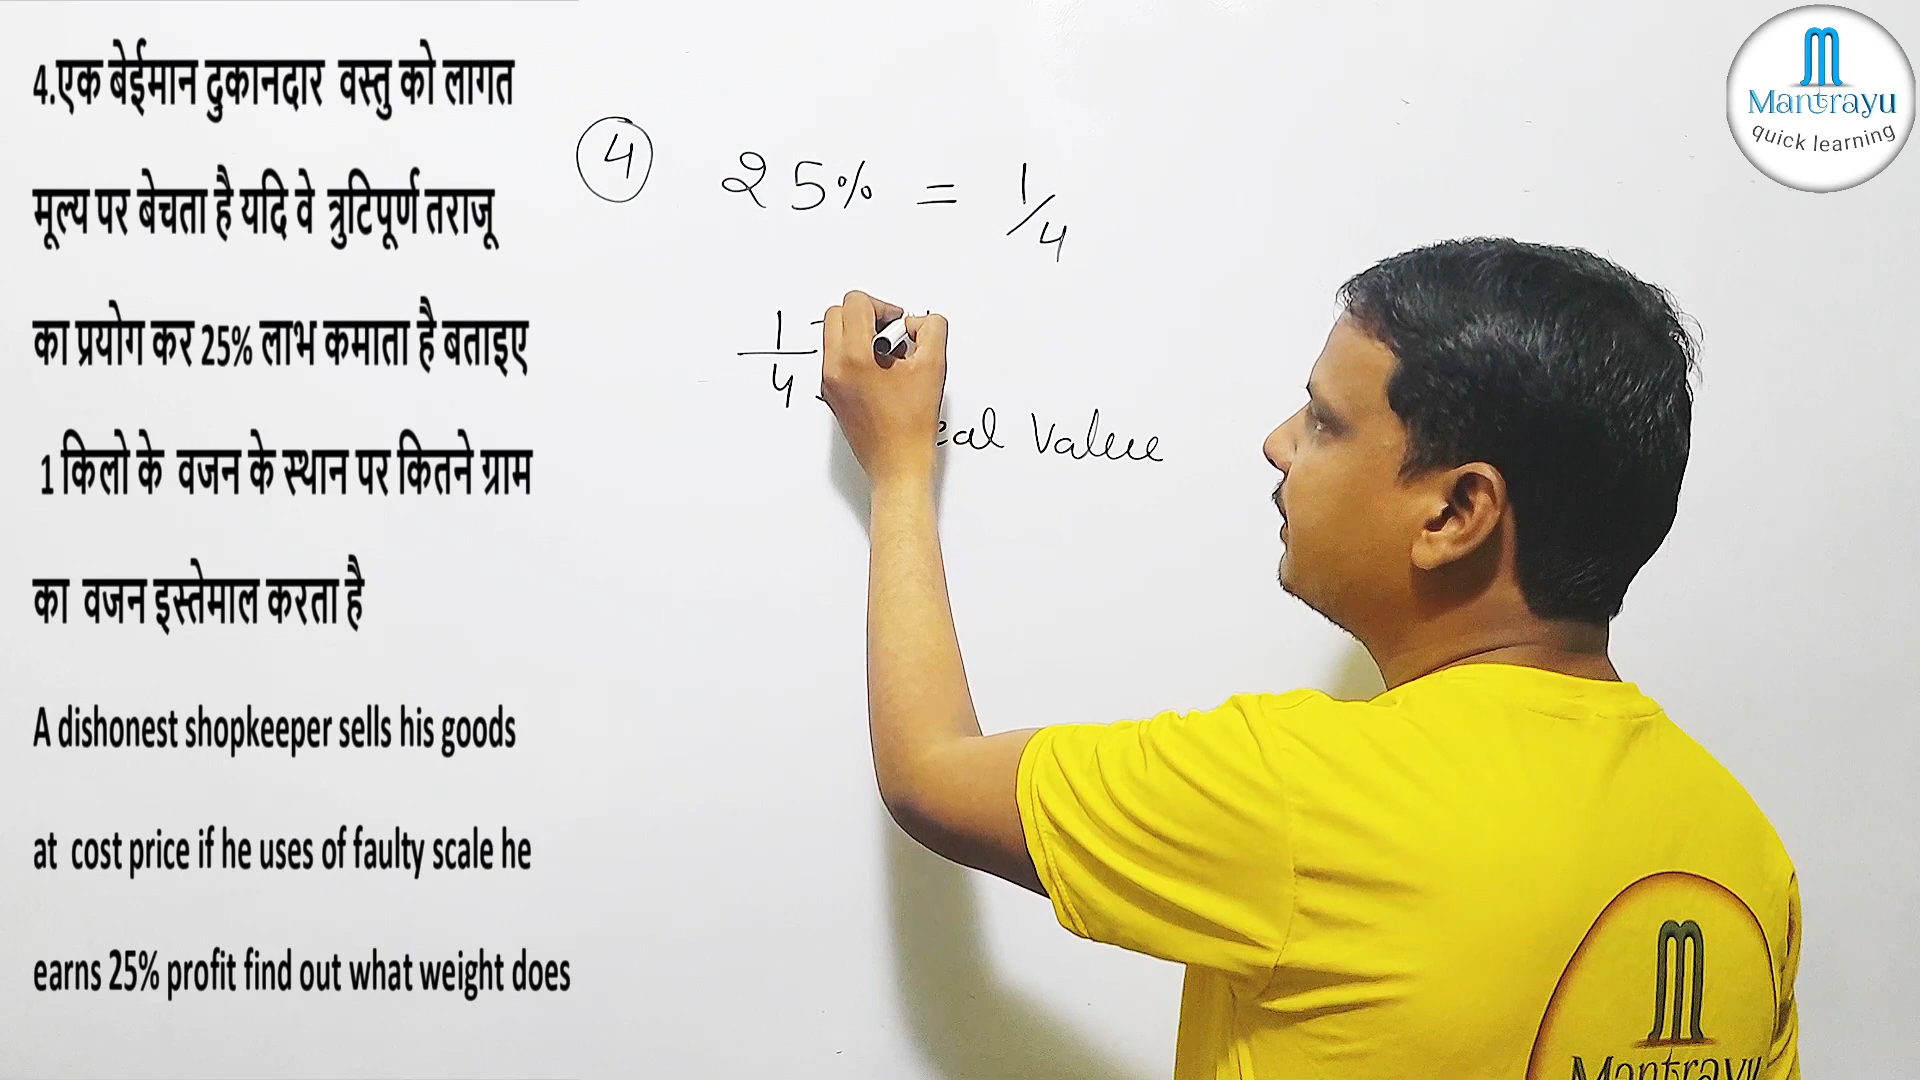 4.एक बेईमान दुकानदार वस्तु को लागत
मूल्य पर बेचता है यदि वे त्रुटिपूर्ण तराजू
का प्रयोग कर 25% लाभ कमाता है बताइए
1 किलो के वजन के स्थान पर कितने ग्राम
का वजन इस्तेमाल करता है
A dishonest shopkeeper sells his goods
at cost price if he uses of faulty scale he
earns 25% profit find out what weight does
4 25% = 1/4
1
4
Value
m
Mantrayu
quick learning
m
Mantrayu